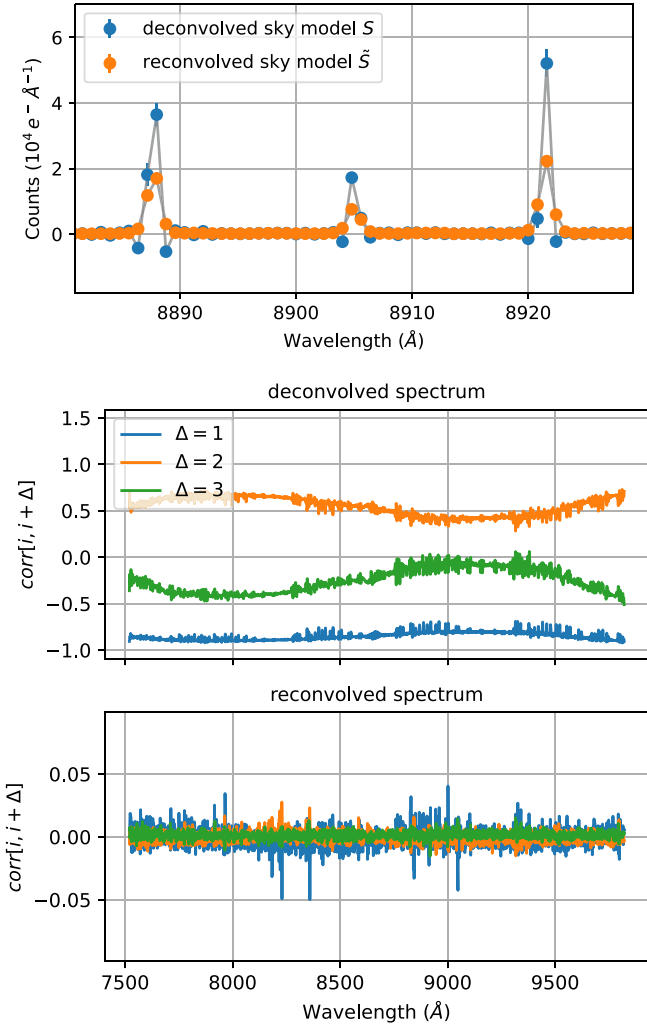 6
4
2
0
Counts (10⁴ e⁻ Å⁻¹)
deconvolved sky model S
reconvolved sky model S̃
8890 8900 8910 8920
Wavelength (Å)
deconvolved spectrum
1.5
1.0
0.5
0.0
−0.5
−1.0
corr[i, i + Δ]
Δ = 1
Δ = 2
Δ = 3
reconvolved spectrum
0.05
0.00
−0.05
corr[i, i + Δ]
7500 8000 8500 9000 9500
Wavelength (Å)